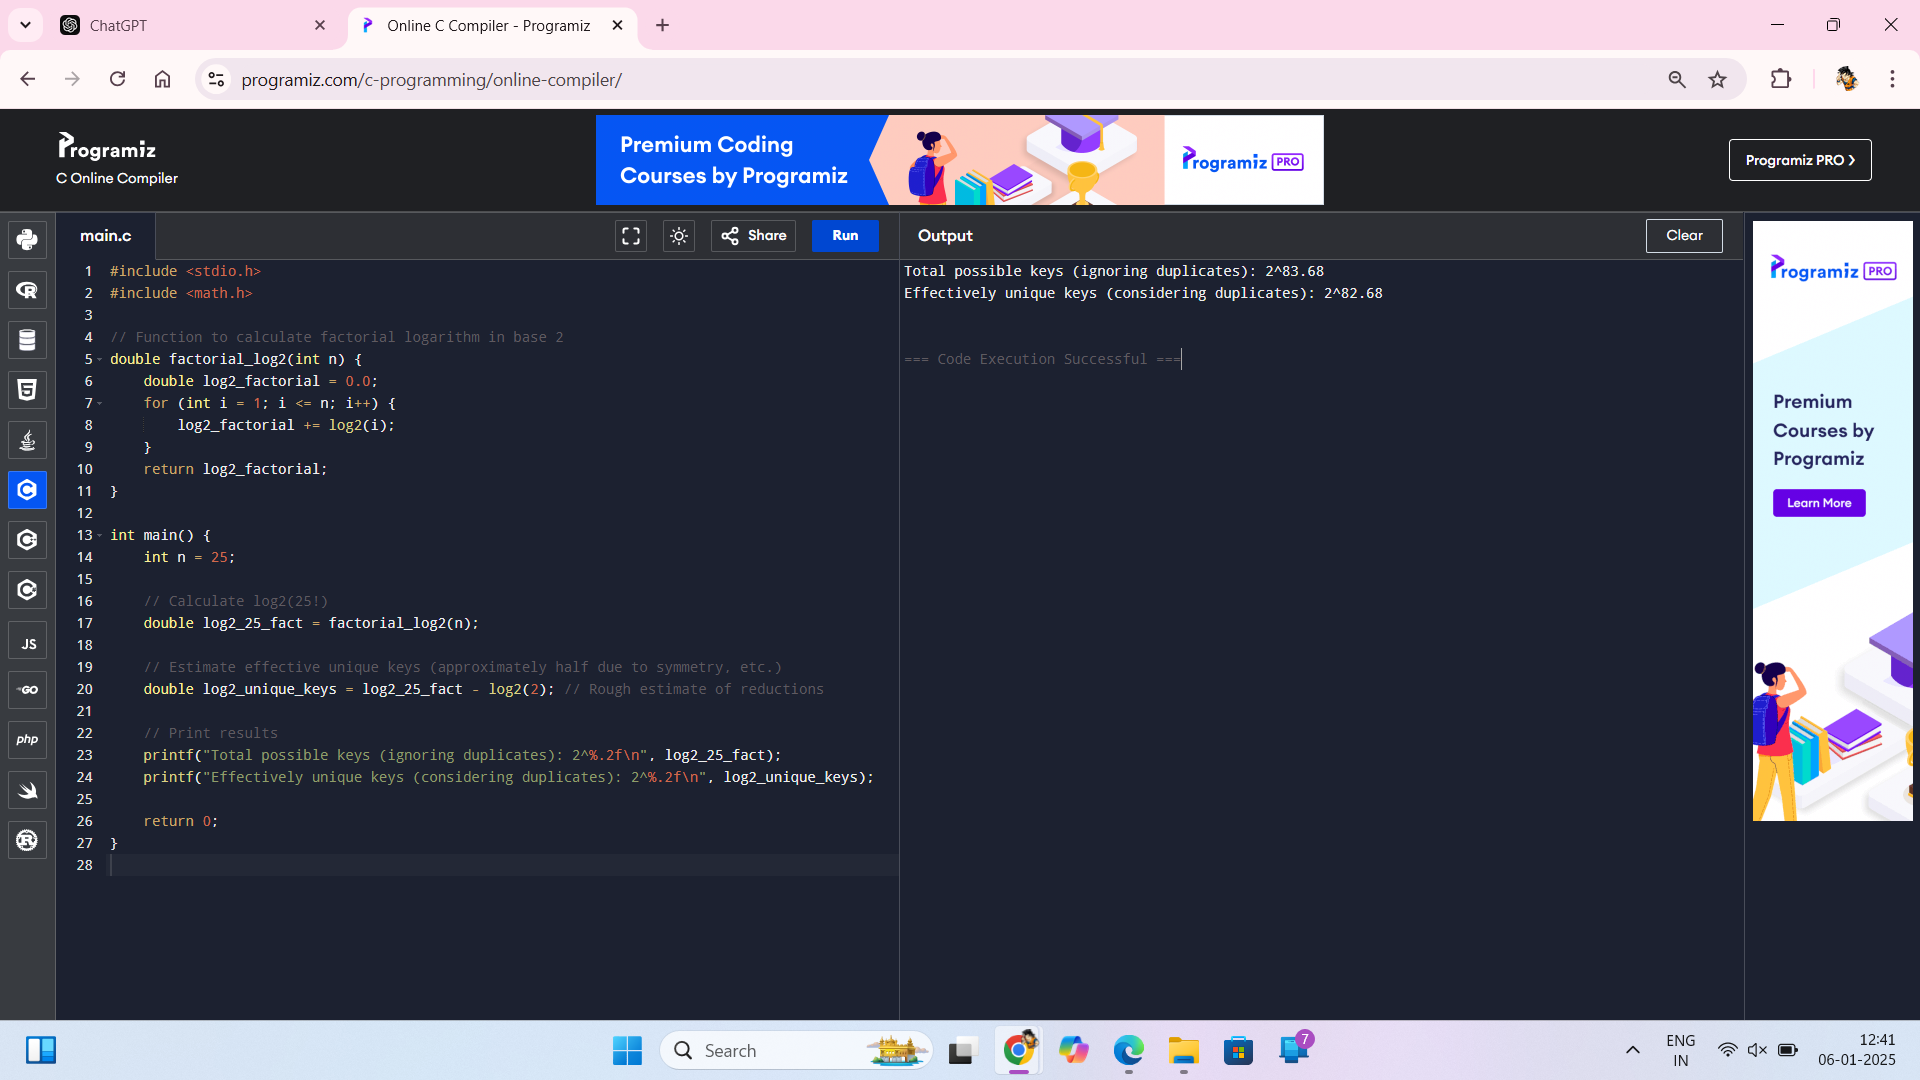 ChatGPT
Online C Compiler - Programiz
programiz.com/c-programming/online-compiler/
Programiz
C Online Compiler
Premium Coding
Courses by Programiz
Programiz PRO
Programiz PRO ❯
main.c
Share
Run
Output
Clear
1 #include <stdio.h>
2 #include <math.h>
3
4 // Function to calculate factorial logarithm in base 2
5 double factorial_log2(int n) {
6 double log2_factorial = 0.0;
7 for (int i = 1; i <= n; i++) {
8 log2_factorial += log2(i);
9 }
10 return log2_factorial;
11 }
12
13 int main() {
14 int n = 25;
15
16 // Calculate log2(25!)
17 double log2_25_fact = factorial_log2(n);
18
19 // Estimate effective unique keys (approximately half due to symmetry, etc.)
20 double log2_unique_keys = log2_25_fact - log2(2); // Rough estimate of reductions
21
22 // Print results
23 printf("Total possible keys (ignoring duplicates): 2^%.2f\n", log2_25_fact);
24 printf("Effectively unique keys (considering duplicates): 2^%.2f\n", log2_unique_keys);
25
26 return 0;
27 }
28
Total possible keys (ignoring duplicates): 2^83.68
Effectively unique keys (considering duplicates): 2^82.68
=== Code Execution Successful ===
Programiz PRO
Premium
Courses by
Programiz
Learn More
JS
GO
php
Search
7
ENG
IN
12:41
06-01-2025